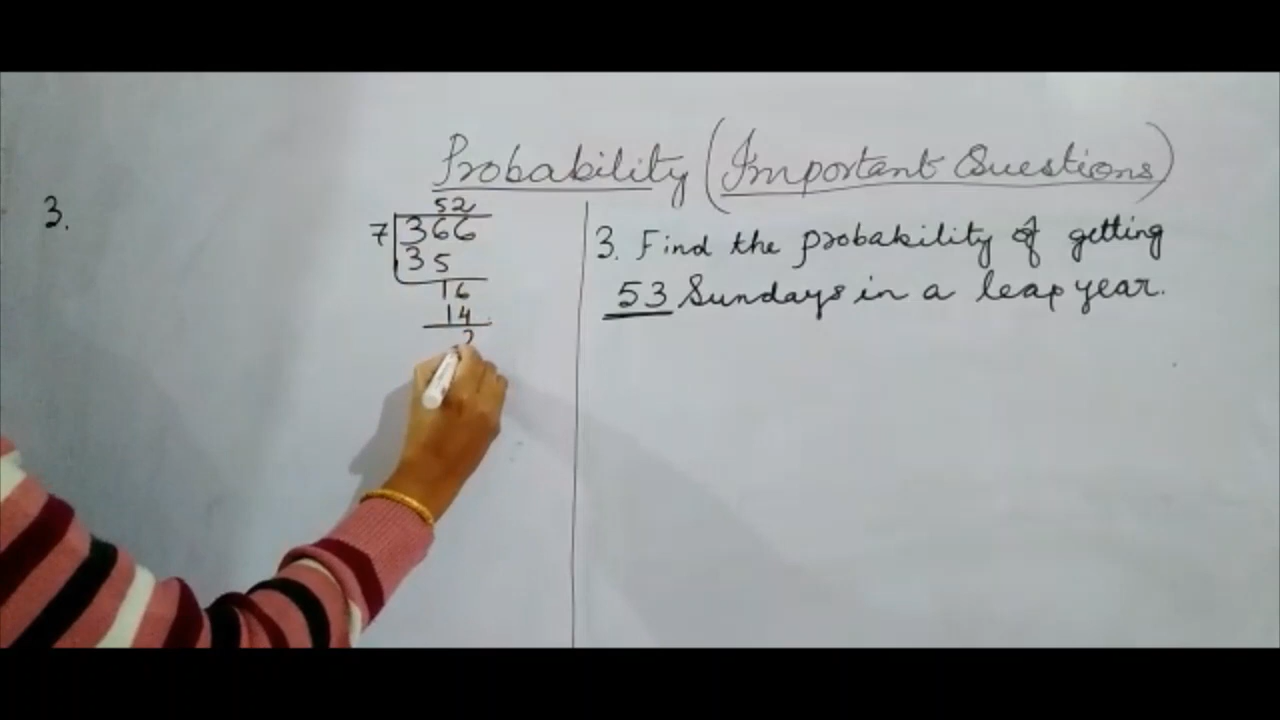 Probability (Important Questions)
3.
52
7 366
35
16
14
2
3. Find the probability of getting
53 Sundays in a leap year.